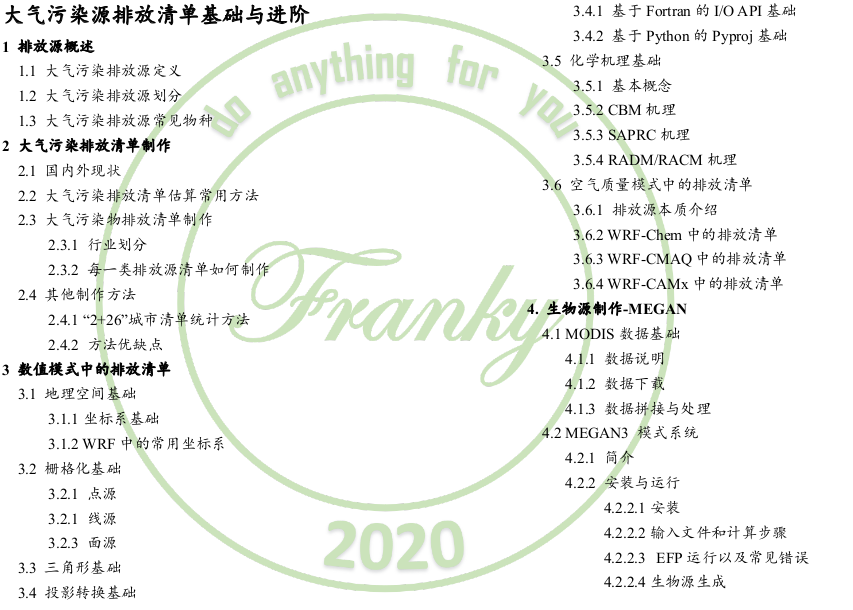 大气污染源排放清单基础与进阶
1 排放源概述
1.1 大气污染排放源定义
1.2 大气污染排放源划分
1.3 大气污染排放源常见物种
2 大气污染排放清单制作
2.1 国内外现状
2.2 大气污染排放清单估算常用方法
2.3 大气污染物排放清单制作
2.3.1 行业划分
2.3.2 每一类排放源清单如何制作
2.4 其他制作方法
2.4.1 “2+26”城市清单统计方法
2.4.2 方法优缺点
3 数值模式中的排放清单
3.1 地理空间基础
3.1.1 坐标系基础
3.1.2 WRF 中的常用坐标系
3.2 栅格化基础
3.2.1 点源
3.2.1 线源
3.2.3 面源
3.3 三角形基础
3.4 投影转换基础
3.4.1 基于 Fortran 的 I/O API 基础
3.4.2 基于 Python 的 Pyproj 基础
3.5 化学机理基础
3.5.1 基本概念
3.5.2 CBM 机理
3.5.3 SAPRC 机理
3.5.4 RADM/RACM 机理
3.6 空气质量模式中的排放清单
3.6.1 排放源本质介绍
3.6.2 WRF-Chem 中的排放清单
3.6.3 WRF-CMAQ 中的排放清单
3.6.4 WRF-CAMx 中的排放清单
4. 生物源制作-MEGAN
4.1 MODIS 数据基础
4.1.1 数据说明
4.1.2 数据下载
4.1.3 数据拼接与处理
4.2 MEGAN3 模式系统
4.2.1 简介
4.2.2 安装与运行
4.2.2.1 安装
4.2.2.2 输入文件和计算步骤
4.2.2.3 EFP 运行以及常见错误
4.2.2.4 生物源生成
do anything for you
Franky
2020